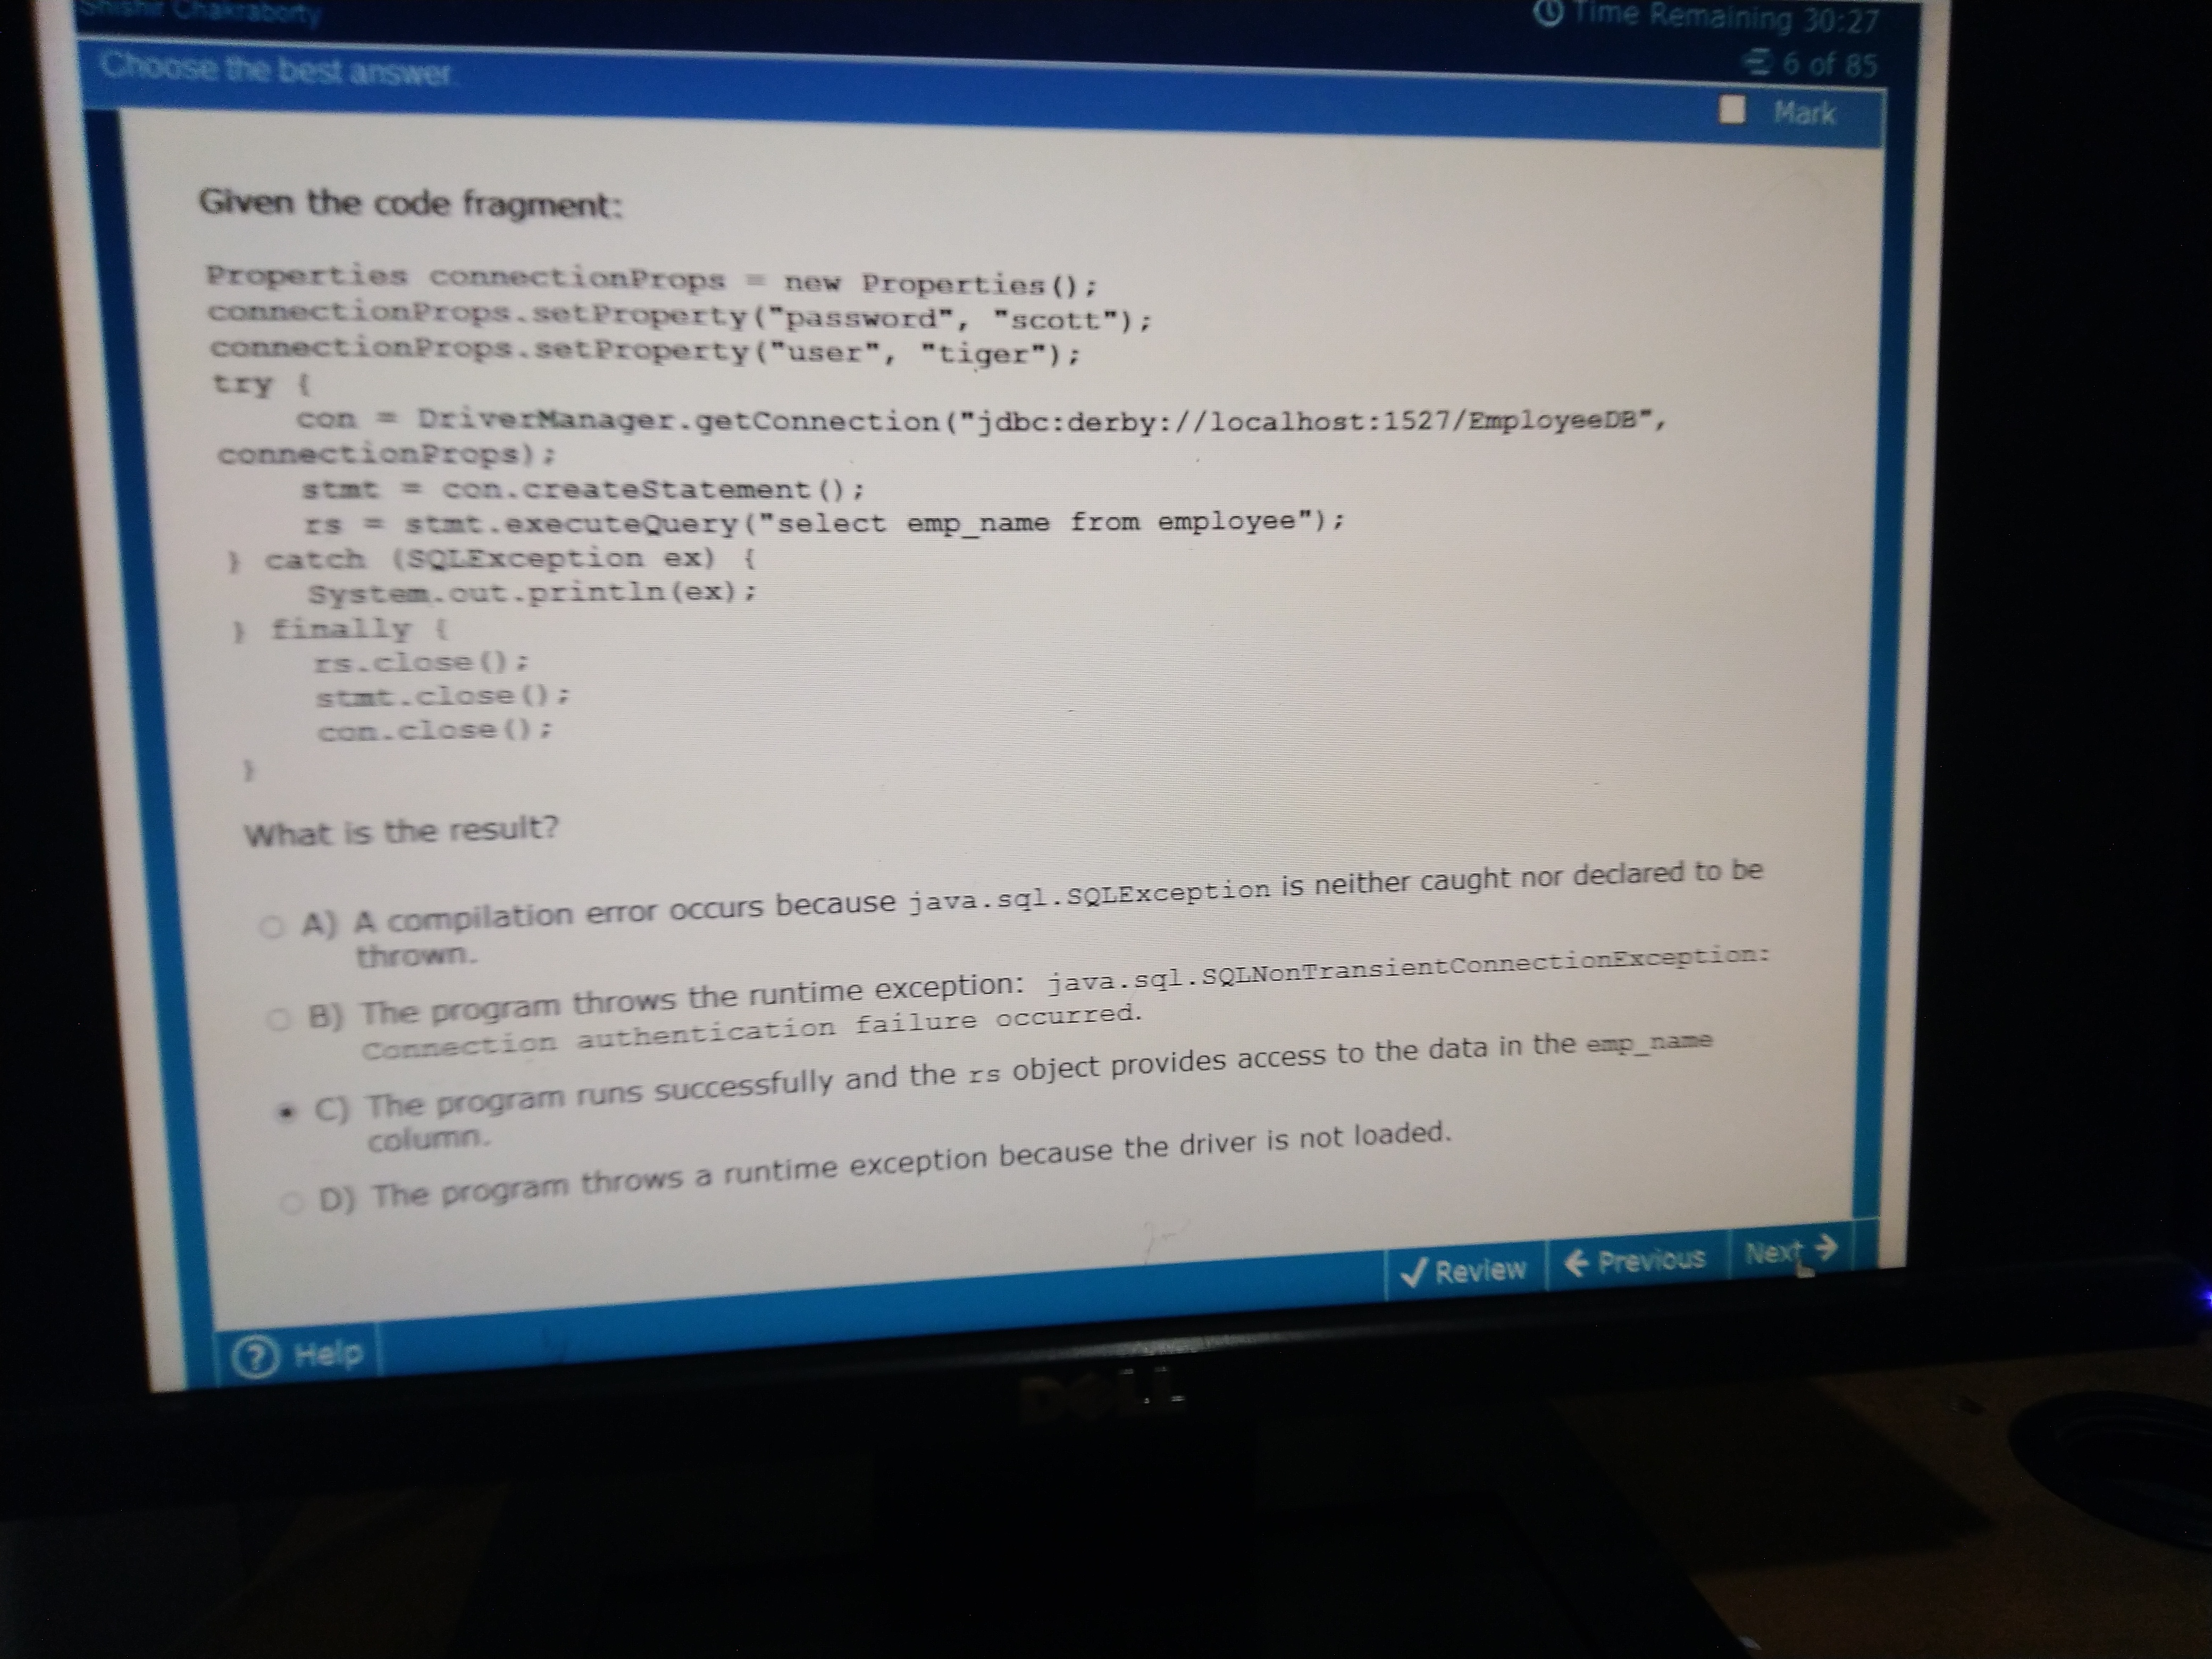 Shishir Chakraborty
Time Remaining 30:27
6 of 85
Choose the best answer.
Mark
Given the code fragment:
Properties connectionProps = new Properties();
connectionProps.setProperty("password", "scott");
connectionProps.setProperty("user", "tiger");
try {
con = DriverManager.getConnection("jdbc:derby://localhost:1527/EmployeeDB",
connectionProps);
stmt = con.createStatement();
rs = stmt.executeQuery("select emp_name from employee");
} catch (SQLException ex) {
System.out.println(ex);
} finally {
rs.close();
stmt.close();
con.close();
}
What is the result?
A) A compilation error occurs because java.sql.SQLException is neither caught nor declared to be
thrown.
B) The program throws the runtime exception: java.sql.SQLNonTransientConnectionException:
Connection authentication failure occurred.
C) The program runs successfully and the rs object provides access to the data in the emp_name
column.
D) The program throws a runtime exception because the driver is not loaded.
Review
Previous
Next
? Help
DELL